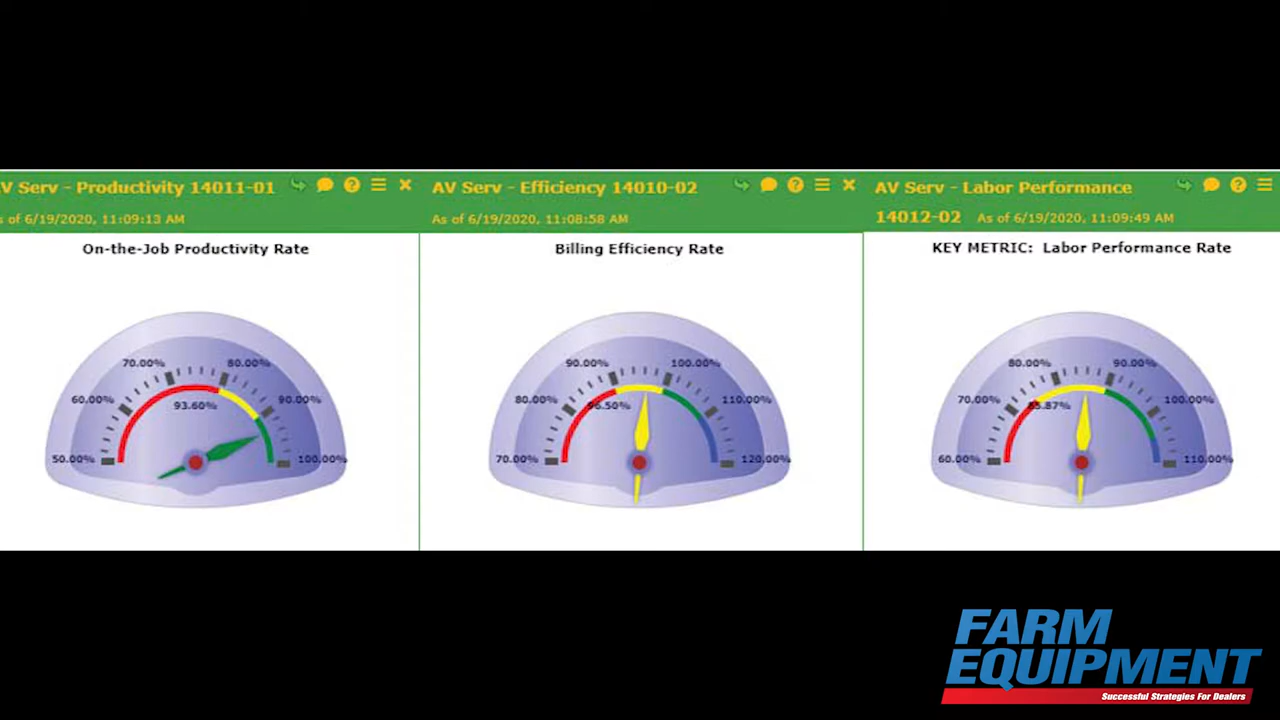 V Serv - Productivity 14011-01
s of 6/19/2020, 11:09:13 AM
On-the-Job Productivity Rate
70.00%
80.00%
60.00%
93.60%
90.00%
50.00%
100.00%
AV Serv - Efficiency 14010-02
As of 6/19/2020, 11:08:58 AM
Billing Efficiency Rate
90.00%
100.00%
80.00%
96.50%
110.00%
70.00%
120.00%
AV Serv - Labor Performance
14012-02 As of 6/19/2020, 11:09:49 AM
KEY METRIC: Labor Performance Rate
80.00%
90.00%
70.00%
85.87%
100.00%
60.00%
110.00%
FARM
EQUIPMENT
Successful Strategies For Dealers